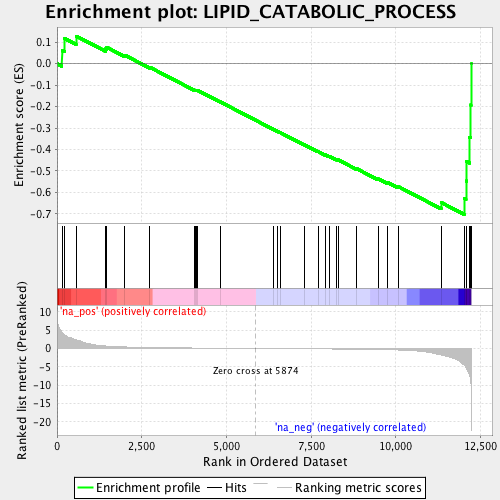 Enrichment plot: LIPID_CATABOLIC_PROCESS
Enrichment score (ES)
0.1
0.0
-0.1
-0.2
-0.3
-0.4
-0.5
-0.6
-0.7
'na_pos' (positively correlated)
Ranked list metric (PreRanked)
10
5
0
-5
-10
-15
-20
Zero cross at 5874
'na_neg' (negatively correlated)
0
2,500
5,000
7,500
10,000
12,500
Rank in Ordered Dataset
Enrichment profile
Hits
Ranking metric scores